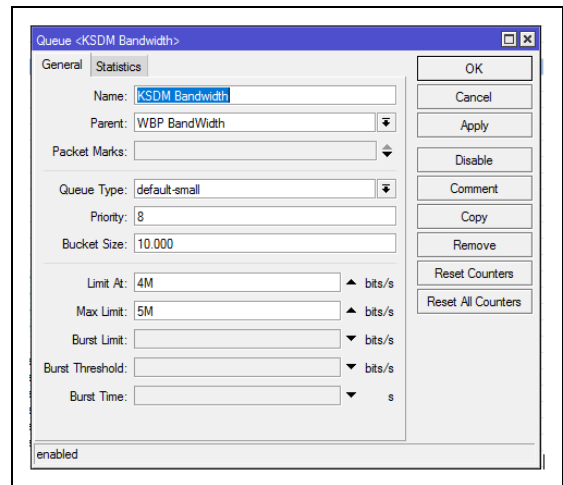 Queue <KSDM Bandwidth>
General Statistics
OK
Name: KSDM Bandwidth
Cancel
Parent: WBP BandWidth
Apply
Packet Marks:
Disable
Queue Type: default-small
Comment
Priority: 8
Copy
Bucket Size: 10.000
Remove
Limit At: 4M bits/s
Reset Counters
Max Limit: 5M bits/s
Reset All Counters
Burst Limit: bits/s
Burst Threshold: bits/s
Burst Time: s
enabled